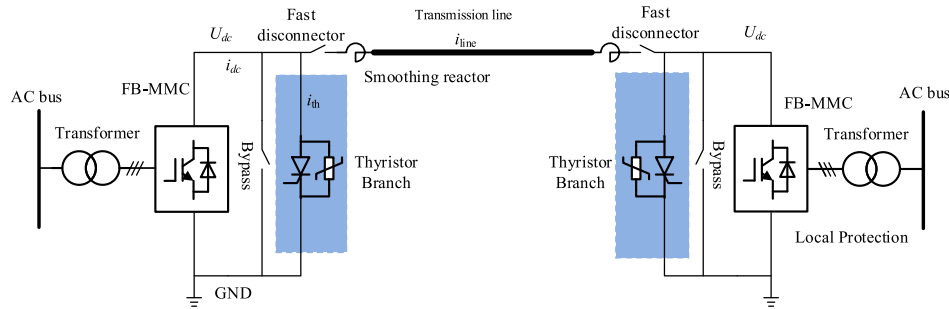 Fast
disconnector
Transmission line
Fast
disconnector
U_dc
i_dc
i_line
U_dc
Smoothing reactor
FB-MMC
FB-MMC
AC bus
AC bus
i_th
Transformer
Transformer
Bypass
Thyristor
Branch
Thyristor
Branch
Bypass
Local Protection
GND